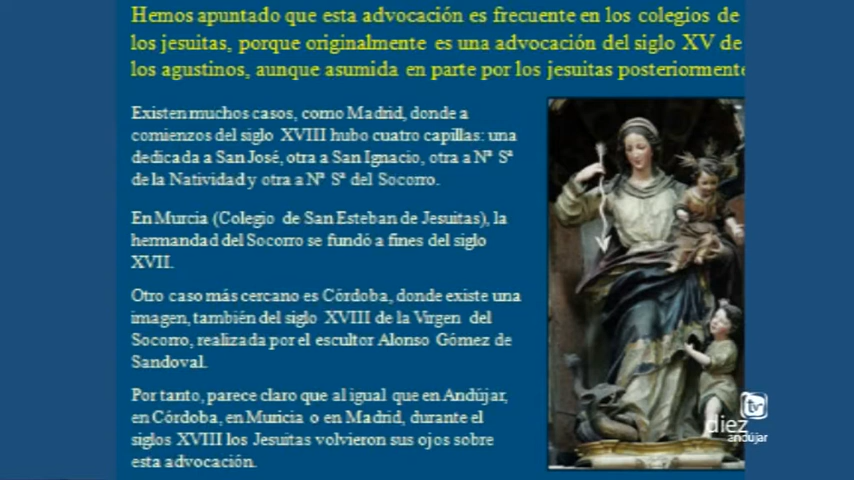 Hemos apuntado que esta advocación es frecuente en los colegios de
los jesuitas, porque originalmente es una advocación del siglo XV de
los agustinos, aunque asumida en parte por los jesuitas posteriormente
Existen muchos casos, como Madrid, donde a
comienzos del siglo XVIII hubo cuatro capillas: una
dedicada a San José, otra a San Ignacio, otra a Nª Sª
de la Natividad y otra a Nª Sª del Socorro.
En Murcia (Colegio de San Esteban de Jesuitas), la
hermandad del Socorro se fundó a fines del siglo
XVII.
Otro caso más cercano es Córdoba, donde existe una
imagen, también del siglo XVIII de la Virgen del
Socorro, realizada por el escultor Alonso Gómez de
Sandoval.
Por tanto, parece claro que al igual que en Andújar,
en Córdoba, en Muricia o en Madrid, durante el
siglos XVIII los Jesuitas volvieron sus ojos sobre
esta advocación.
tv
diez
andújar